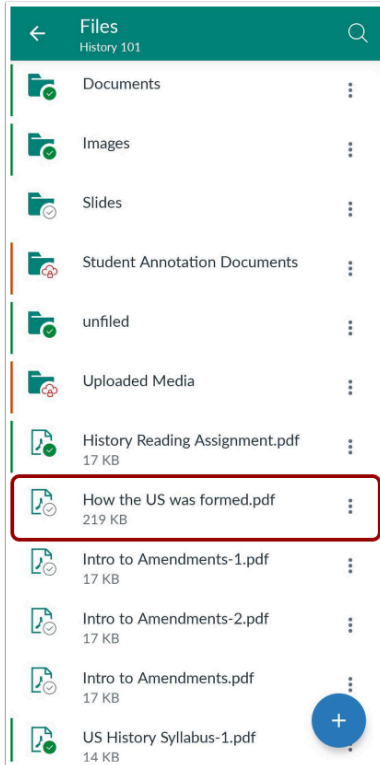 Files
History 101
Documents
Images
Slides
Student Annotation Documents
unfiled
Uploaded Media
History Reading Assignment.pdf
17 KB
How the US was formed.pdf
219 KB
Intro to Amendments-1.pdf
17 KB
Intro to Amendments-2.pdf
17 KB
Intro to Amendments.pdf
17 KB
US History Syllabus-1.pdf
14 KB